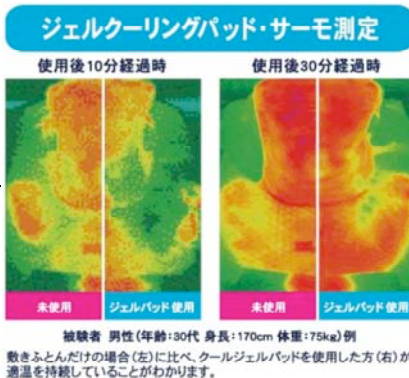 ジェルクーリングパッド・サーモ測定
使用後10分経過時
使用後30分経過時
未使用
ジェルパッド使用
未使用
ジェルパッド使用
被験者 男性(年齢:30代 身長:170cm 体重:75kg)例
敷きふとんだけの場合(左)に比べ、クールジェルパッドを使用した方(右)が
適温を持続していることがわかります。